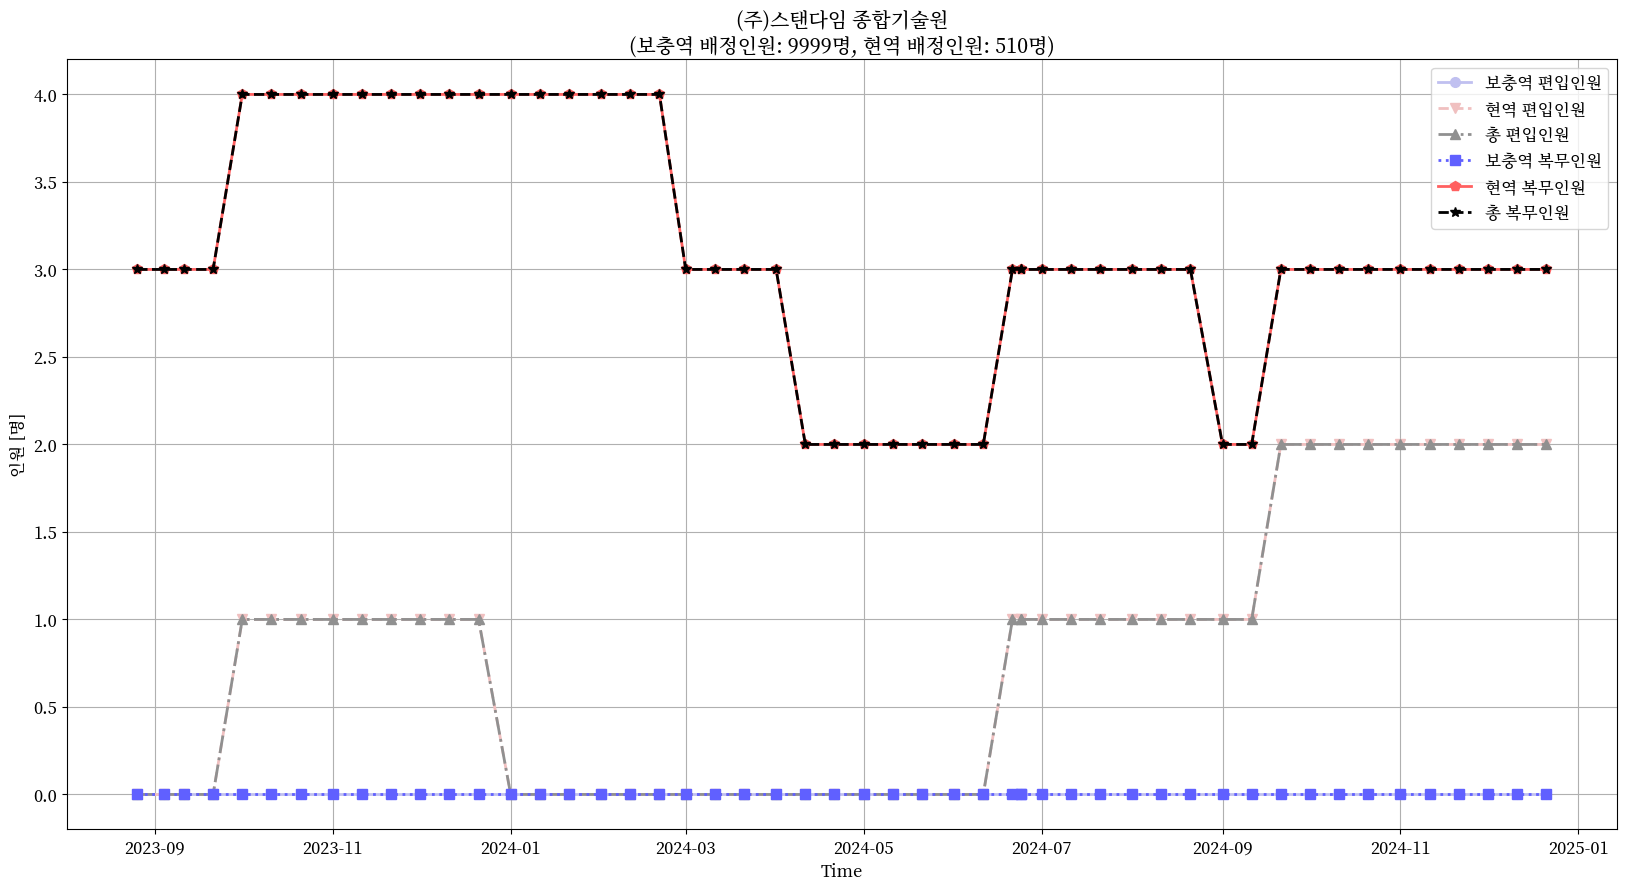 (주)스탠다임 종합기술원
(보충역 배정인원: 9999명, 현역 배정인원: 510명)
보충역 편입인원
현역 편입인원
총 편입인원
보충역 복무인원
현역 복무인원
총 복무인원
인원 [명]
4.0
3.5
3.0
2.5
2.0
1.5
1.0
0.5
0.0
2023-09 2023-11 2024-01 2024-03 2024-05 2024-07 2024-09 2024-11 2025-01
Time